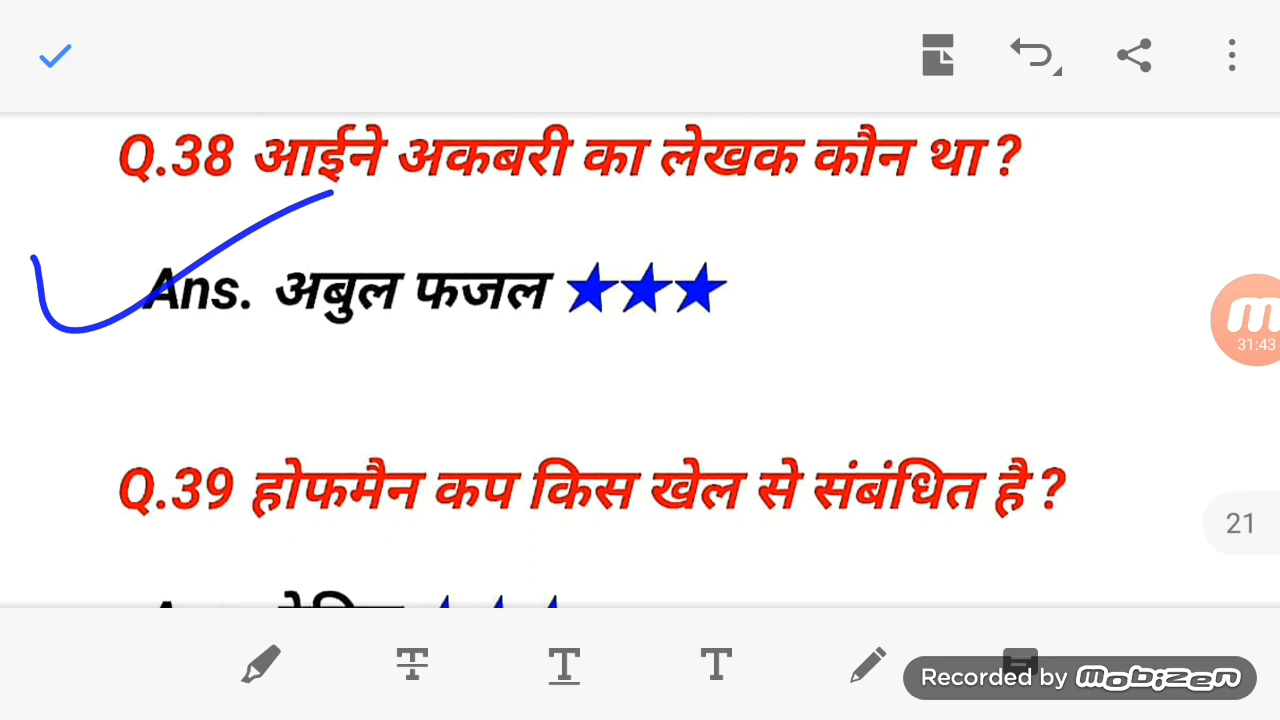 Q.38 आईने अकबरी का लेखक कौन था ?
Ans. अबुल फजल ★★★
31:43
Q.39 होफमैन कप किस खेल से संबंधित है ?
21
Recorded by mobizen